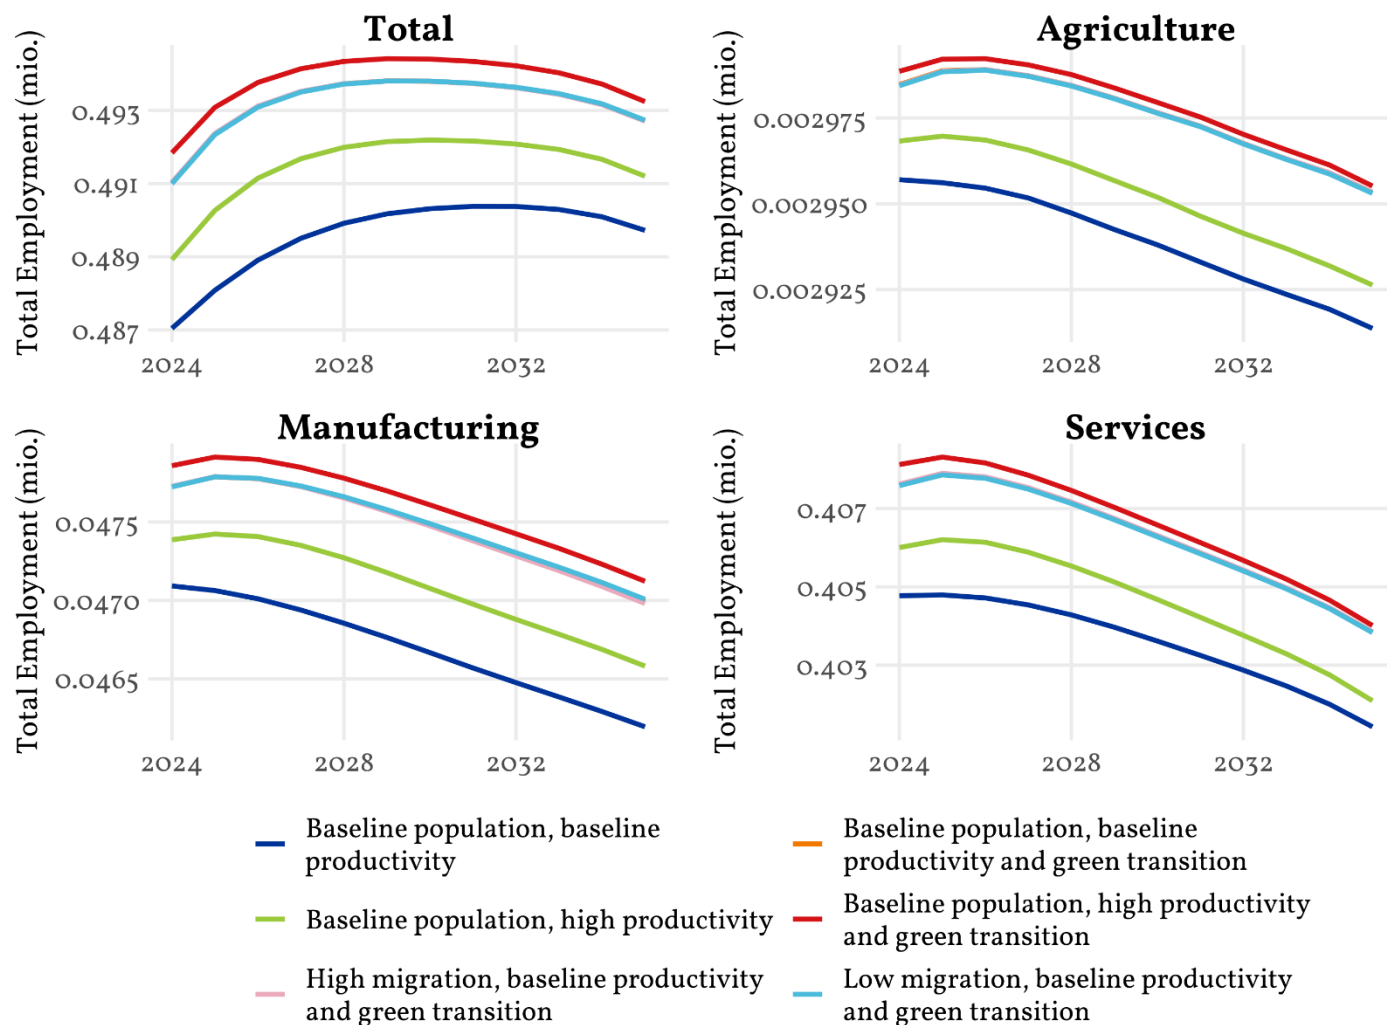 Total
Agriculture
Total Employment (mio.)
0.493
0.491
0.489
0.487
2024 2028 2032
Total Employment (mio.)
0.002975
0.002950
0.002925
2024 2028 2032
Manufacturing
Services
Total Employment (mio.)
0.0475
0.0470
0.0465
2024 2028 2032
Total Employment (mio.)
0.407
0.405
0.403
2024 2028 2032
Baseline population, baseline
productivity
Baseline population, baseline
productivity and green transition
Baseline population, high productivity
Baseline population, high productivity
and green transition
High migration, baseline productivity
and green transition
Low migration, baseline productivity
and green transition